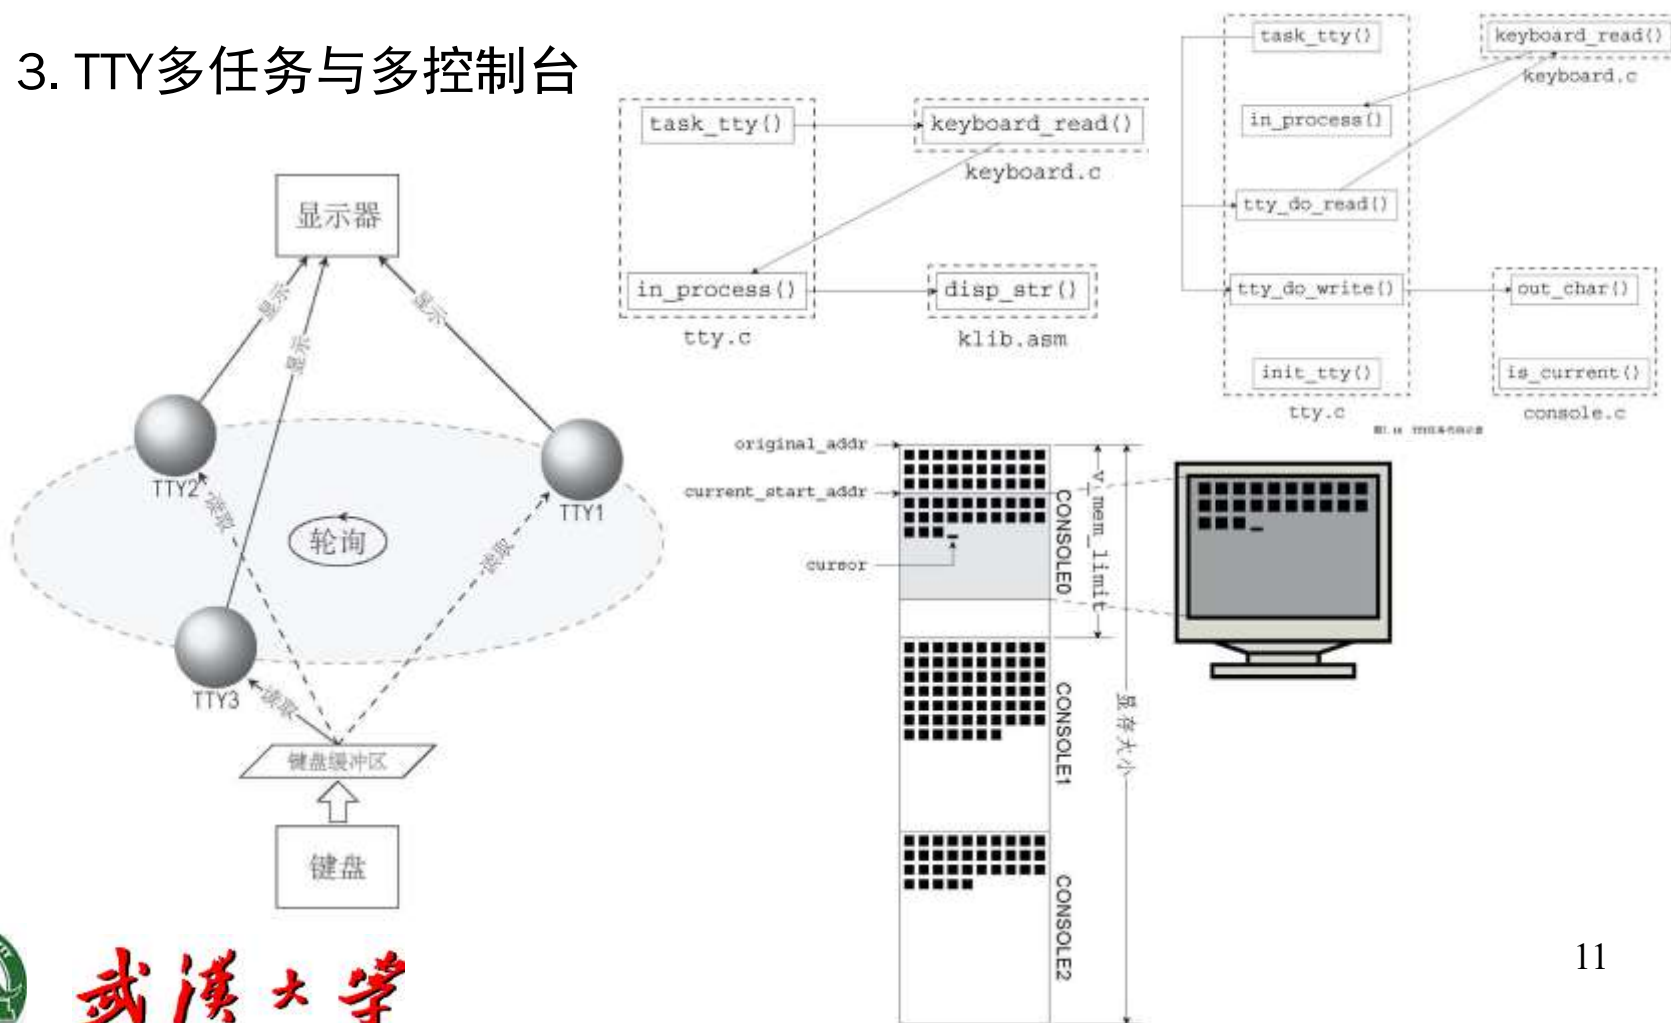 3. TTY多任务与多控制台
显示器
显示
显示
显示
TTY2
TTY1
TTY3
读取
读取
读取
轮询
键盘缓冲区
键盘
task_tty()
keyboard_read()
keyboard.c
in_process()
disp_str()
tty.c
klib.asm
task_tty()
keyboard_read()
keyboard.c
in_process()
tty_do_read()
tty_do_write()
out_char()
init_tty()
is_current()
tty.c
console.c
original_addr
current_start_addr
cursor
CONSOLE0
v_mem_limit
CONSOLE1
显存大小
CONSOLE2
武汉大学
11